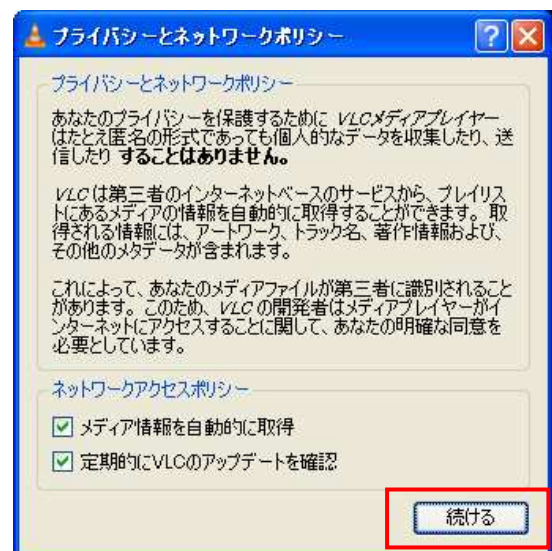 プライバシーとネットワークポリシー
プライバシーとネットワークポリシー
あなたのプライバシーを保護するために VLCメディアプレイヤー
はたとえ匿名の形式であっても個人的なデータを収集したり、送
信したり することはありません。
VLC は第三者のインターネットベースのサービスから、プレイリス
トにあるメディアの情報を自動的に取得することができます。取
得される情報には、アートワーク、トラック名、著作情報および、
その他のメタデータが含まれます。
これによって、あなたのメディアファイルが第三者に識別されること
があります。このため、VLC の開発者はメディアプレイヤーがイ
ンターネットにアクセスすることに関して、あなたの明確な同意を
必要としています。
ネットワークアクセスポリシー
メディア情報を自動的に取得
定期的にVLCのアップデートを確認
続ける